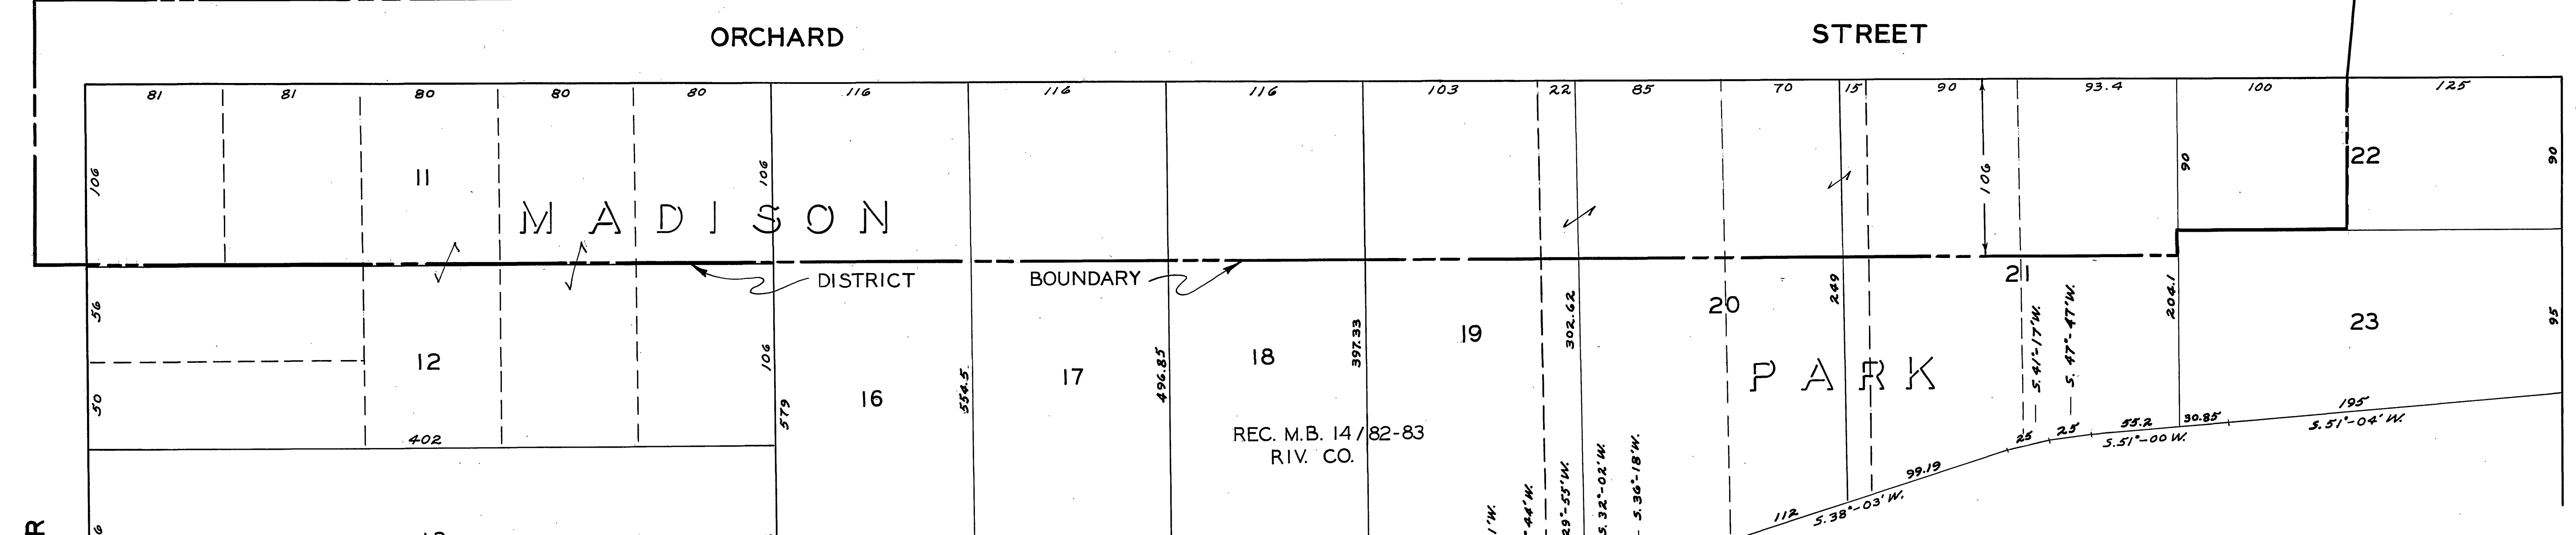 ORCHARD STREET
81 81 80 80 80 116 116 116 103 22 85 70 15 90 93.4 100 125
106 11 106 106 90 22 90
MADISON
DISTRICT BOUNDARY
21
56 106 579 554.5 496.85 397.33 302.62 249 204.1 95
12 16 17 18 19 20 23
PARK
S.41°-17'W.
S.47°-47'W.
50
402
REC. M.B. 14/82-83
RIV. CO.
25 25 55.2 30.85 195
S.51°-00 W.
S.51°-04' W.
99.19
112
S.38°-03' W.
29°-55'W.
S.32°-02'W.
S.36°-18'W.
44'W.
1'W.
R